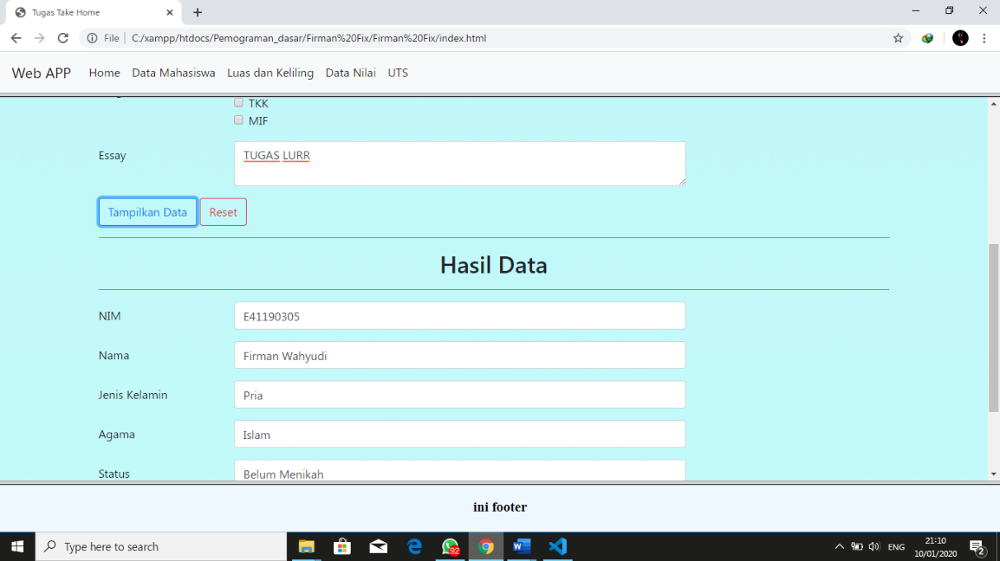 Tugas Take Home
File C:/xampp/htdocs/Pemograman_dasar/Firman%20Fix/Firman%20Fix/index.html
Web APP Home Data Mahasiswa Luas dan Keliling Data Nilai UTS
TKK
MIF
Essay TUGAS LURR
Tampilkan Data Reset
Hasil Data
NIM E41190305
Nama Firman Wahyudi
Jenis Kelamin Pria
Agama Islam
Status Belum Menikah
ini footer
Type here to search 92 ENG 21:10
10/01/2020 2